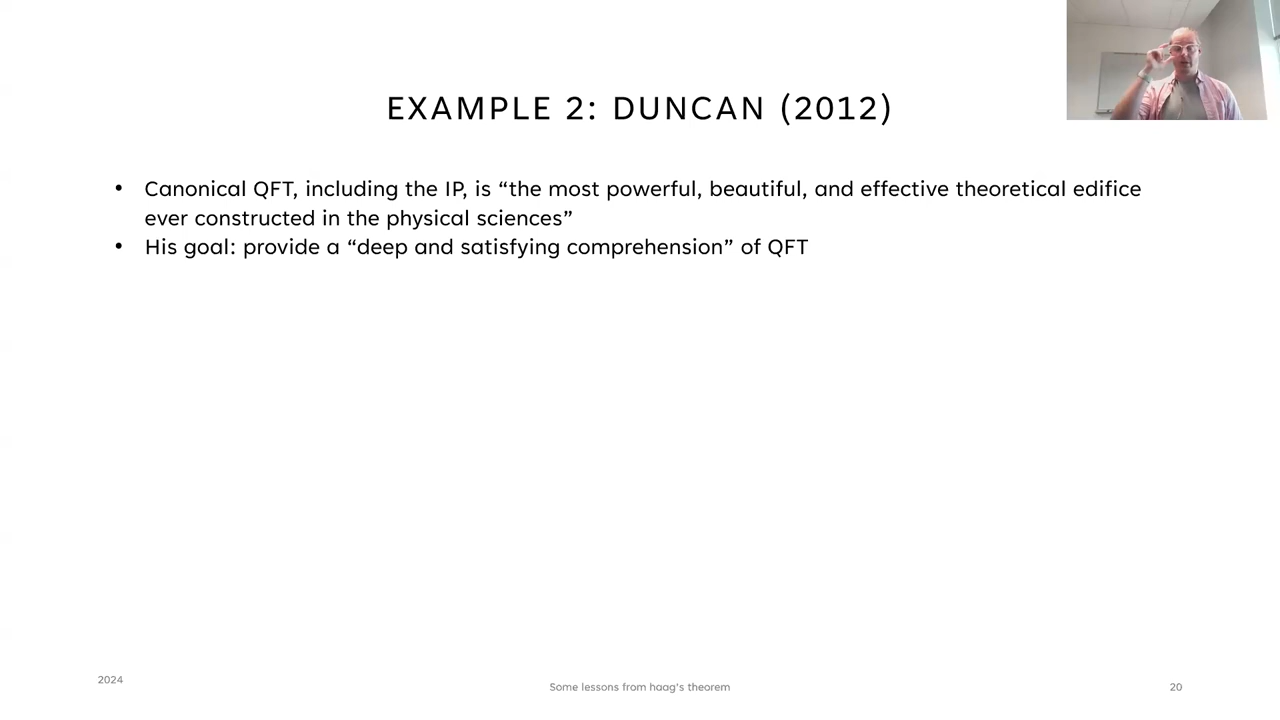 EXAMPLE 2: DUNCAN (2012)
• Canonical QFT, including the IP, is “the most powerful, beautiful, and effective theoretical edifice
ever constructed in the physical sciences”
• His goal: provide a “deep and satisfying comprehension” of QFT
2024
Some lessons from haag's theorem
20